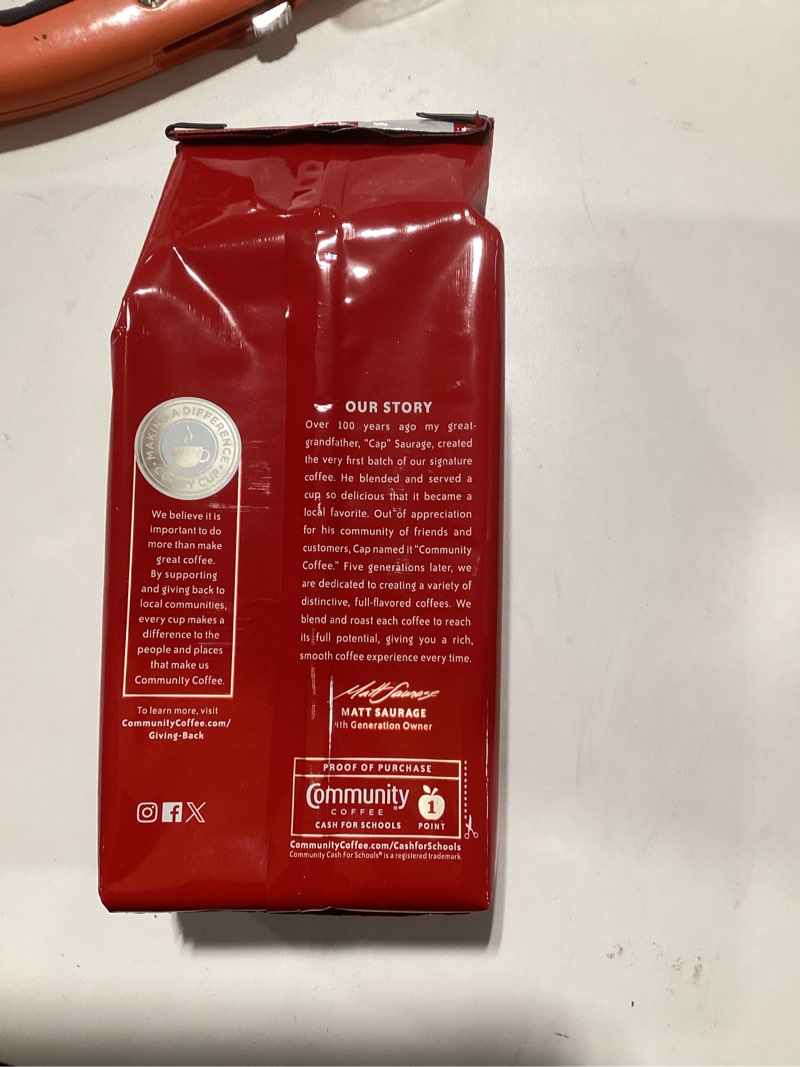 MAKING A DIFFERENCE
CUP BY CUP
We believe it is
important to do
more than make
great coffee.
By supporting
and giving back to
local communities,
every cup makes a
difference to the
people and places
that make us
Community Coffee.
To learn more, visit
CommunityCoffee.com/
Giving-Back
OUR STORY
Over 100 years ago my great-
grandfather, "Cap" Saurage, created
the very first batch of our signature
coffee. He blended and served a
cup so delicious that it became a
local favorite. Out of appreciation
for his community of friends and
customers, Cap named it "Community
Coffee." Five generations later, we
are dedicated to creating a variety of
distinctive, full-flavored coffees. We
blend and roast each coffee to reach
its full potential, giving you a rich,
smooth coffee experience every time.
Matt Saurage
MATT SAURAGE
4th Generation Owner
PROOF OF PURCHASE
Community
COFFEE
CASH FOR SCHOOLS
1
POINT
CommunityCoffee.com/CashforSchools
Community Cash For Schools® is a registered trademark.